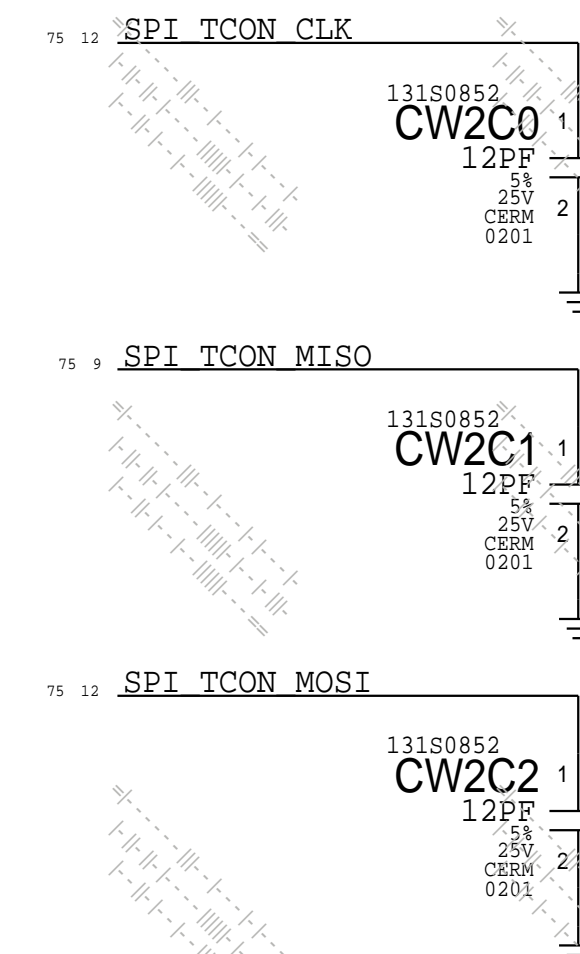 75 12 SPI_TCON_CLK
131S0852
CW2C0 1
12PF
5%
25V
CERM
0201
2
75 9 SPI_TCON_MISO
131S0852
CW2C1 1
12PF
5%
25V
CERM
0201
2
75 12 SPI_TCON_MOSI
131S0852
CW2C2 1
12PF
5%
25V
CERM
0201
2